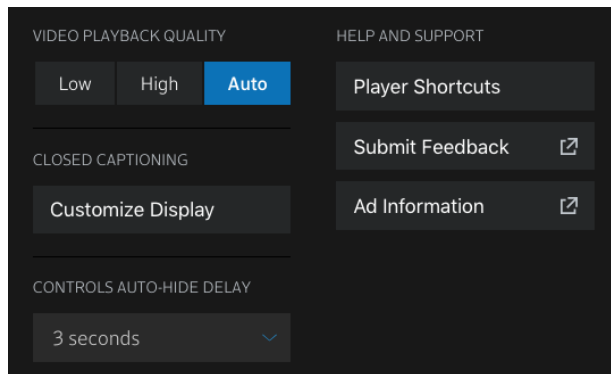 VIDEO PLAYBACK QUALITY
Low High Auto
CLOSED CAPTIONING
Customize Display
CONTROLS AUTO-HIDE DELAY
3 seconds
HELP AND SUPPORT
Player Shortcuts
Submit Feedback
Ad Information